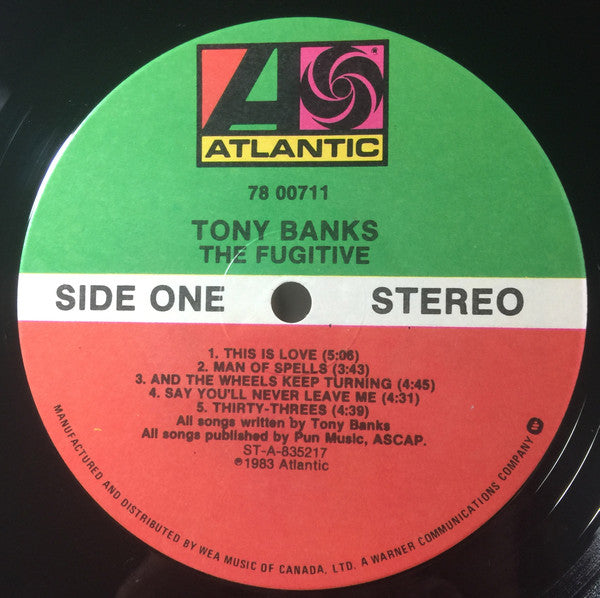 ATLANTIC
78 00711
TONY BANKS
THE FUGITIVE
SIDE ONE
STEREO
1. THIS IS LOVE (5:06)
2. MAN OF SPELLS (3:43)
3. AND THE WHEELS KEEP TURNING (4:45)
4. SAY YOU'LL NEVER LEAVE ME (4:31)
5. THIRTY-THREES (4:39)
All songs written by Tony Banks
All songs published by Pun Music, ASCAP.
ST-A-835217
℗1983 Atlantic
MANUFACTURED AND DISTRIBUTED BY WEA MUSIC OF CANADA, LTD. A WARNER COMMUNICATIONS COMPANY